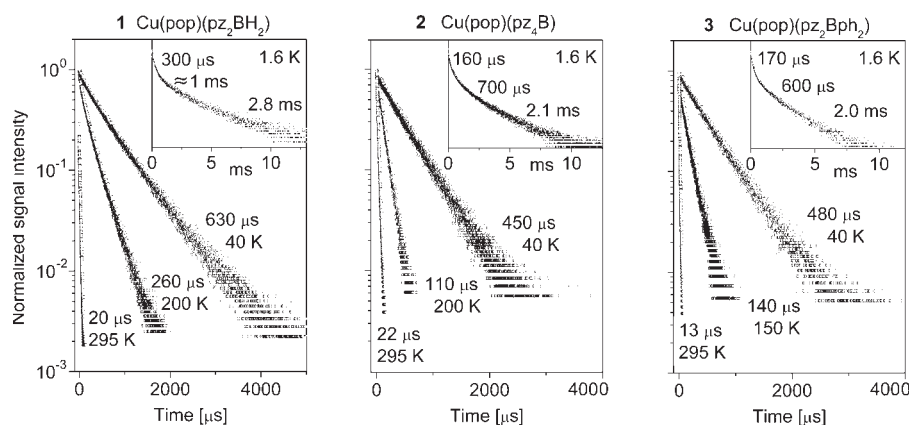 1 Cu(pop)(pz₂BH₂)
2 Cu(pop)(pz₄B)
3 Cu(pop)(pz₂Bph₂)
Normalized signal intensity
10⁰
10⁻¹
10⁻²
10⁻³
300 μs
1.6 K
≈1 ms
2.8 ms
0 5 10
ms
630 μs
40 K
260 μs
200 K
20 μs
295 K
0 2000 4000
Time [μs]
160 μs
1.6 K
700 μs
2.1 ms
0 5 10
ms
450 μs
40 K
110 μs
200 K
22 μs
295 K
0 2000 4000
Time [μs]
170 μs
1.6 K
600 μs
2.0 ms
0 5 10
ms
480 μs
40 K
140 μs
150 K
13 μs
295 K
0 2000 4000
Time [μs]